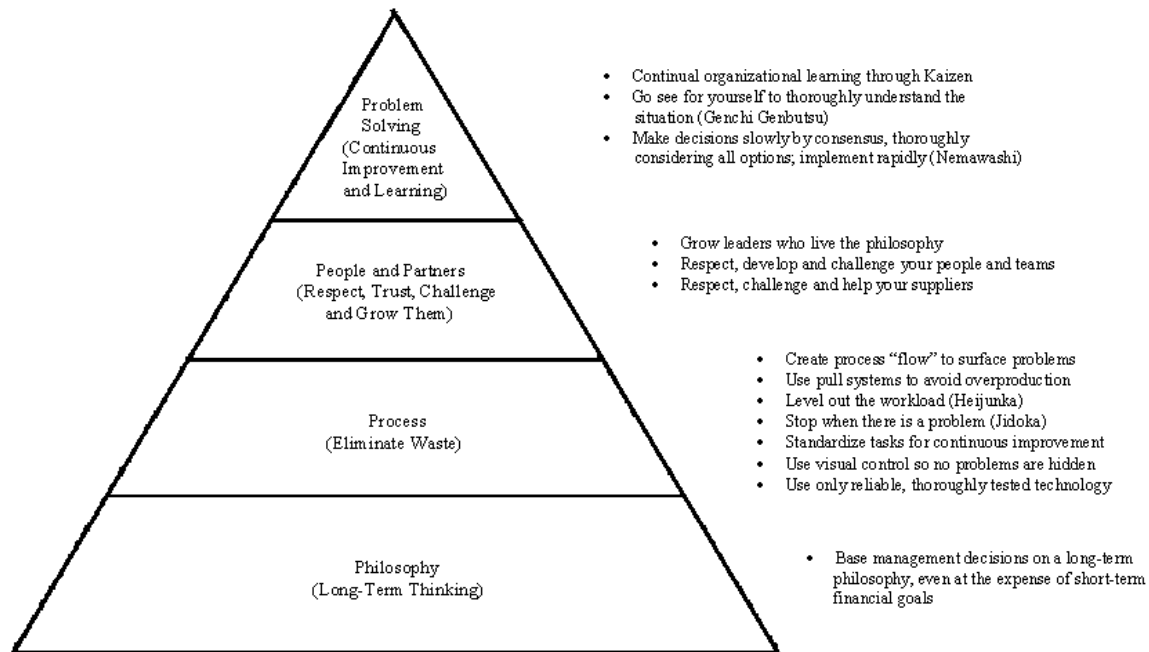 Problem
Solving
(Continuous
Improvement
and Learning)
• Continual organizational learning through Kaizen
• Go see for yourself to thoroughly understand the
situation (Genchi Genbutsu)
• Make decisions slowly by consensus, thoroughly
considering all options; implement rapidly (Nemawashi)
People and Partners
(Respect, Trust, Challenge
and Grow Them)
• Grow leaders who live the philosophy
• Respect, develop and challenge your people and teams
• Respect, challenge and help your suppliers
Process
(Eliminate Waste)
• Create process “flow” to surface problems
• Use pull systems to avoid overproduction
• Level out the workload (Heijunka)
• Stop when there is a problem (Jidoka)
• Standardize tasks for continuous improvement
• Use visual control so no problems are hidden
• Use only reliable, thoroughly tested technology
Philosophy
(Long-Term Thinking)
• Base management decisions on a long-term
philosophy, even at the expense of short-term
financial goals